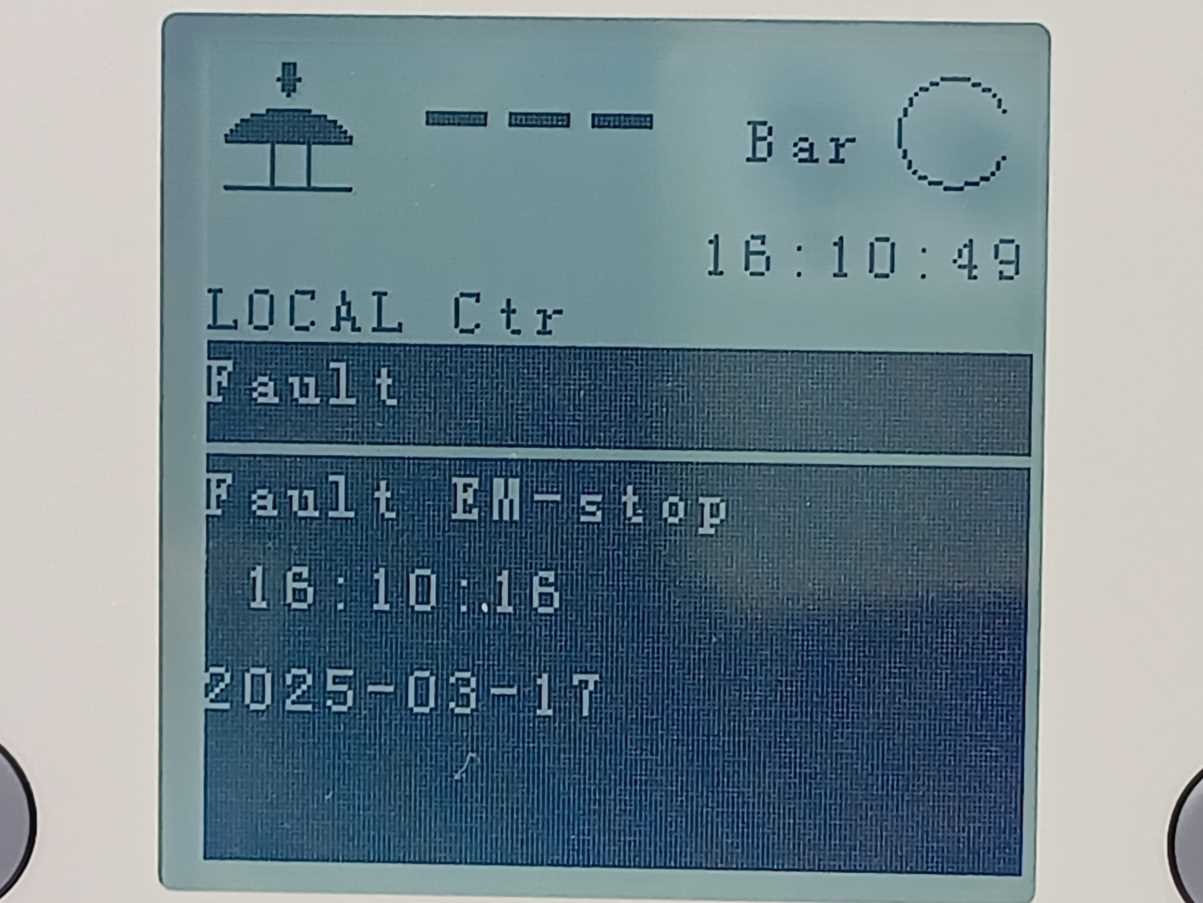 --- Bar
16:10:49
LOCAL Ctr
Fault
Fault EM-stop
16:10:16
2025-03-17